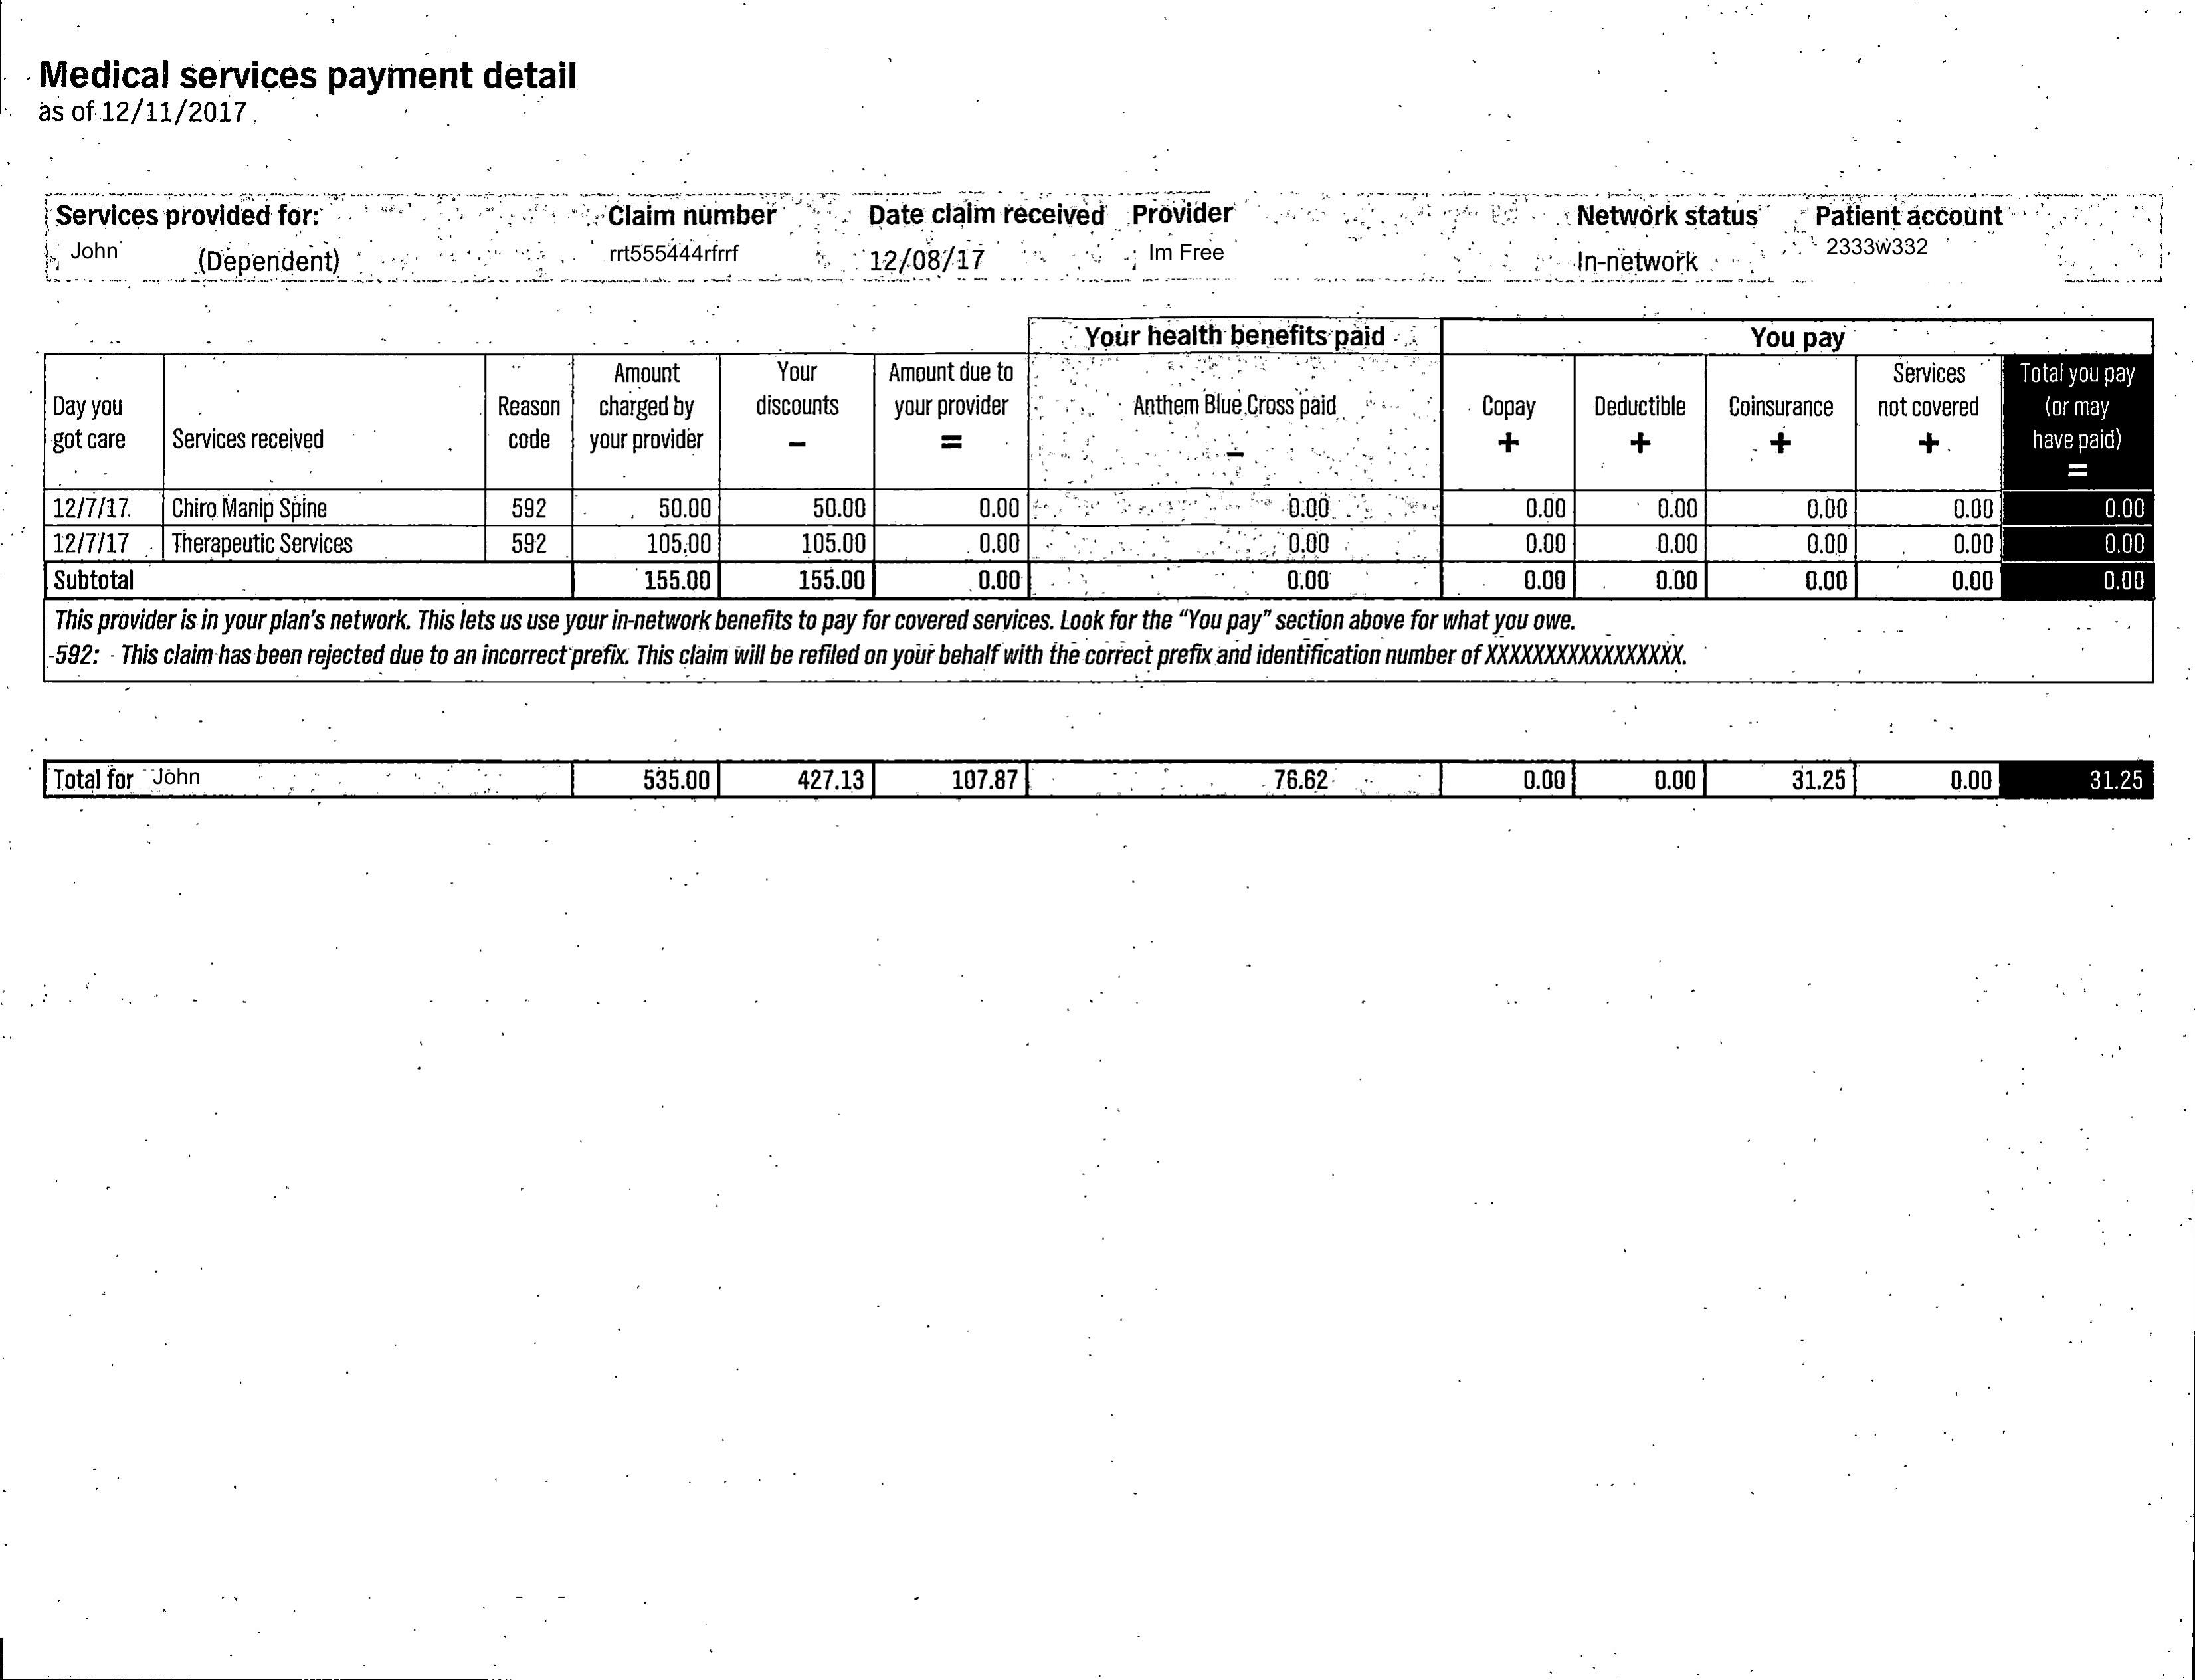 Medical services payment detail
as of 12/11/2017
Services provided for: Claim number Date claim received Provider Network status Patient account
John (Dependent) rrt555444rfrrf 12/08/17 Im Free In-network 2333w332
Your health benefits paid You pay
Day you got care Services received Reason code Amount charged by your provider Your discounts − Amount due to your provider = Anthem Blue Cross paid − Copay + Deductible + Coinsurance + Services not covered + Total you pay (or may have paid) =
12/7/17 Chiro Manip Spine 592 50.00 50.00 0.00 0.00 0.00 0.00 0.00 0.00 0.00
12/7/17 Therapeutic Services 592 105.00 105.00 0.00 0.00 0.00 0.00 0.00 0.00 0.00
Subtotal 155.00 155.00 0.00 0.00 0.00 0.00 0.00 0.00 0.00
This provider is in your plan's network. This lets us use your in-network benefits to pay for covered services. Look for the "You pay" section above for what you owe.
-592: - This claim has been rejected due to an incorrect prefix. This claim will be refiled on your behalf with the correct prefix and identification number of XXXXXXXXXXXXXXXXX.
Total for John 535.00 427.13 107.87 76.62 0.00 0.00 31.25 0.00 31.25